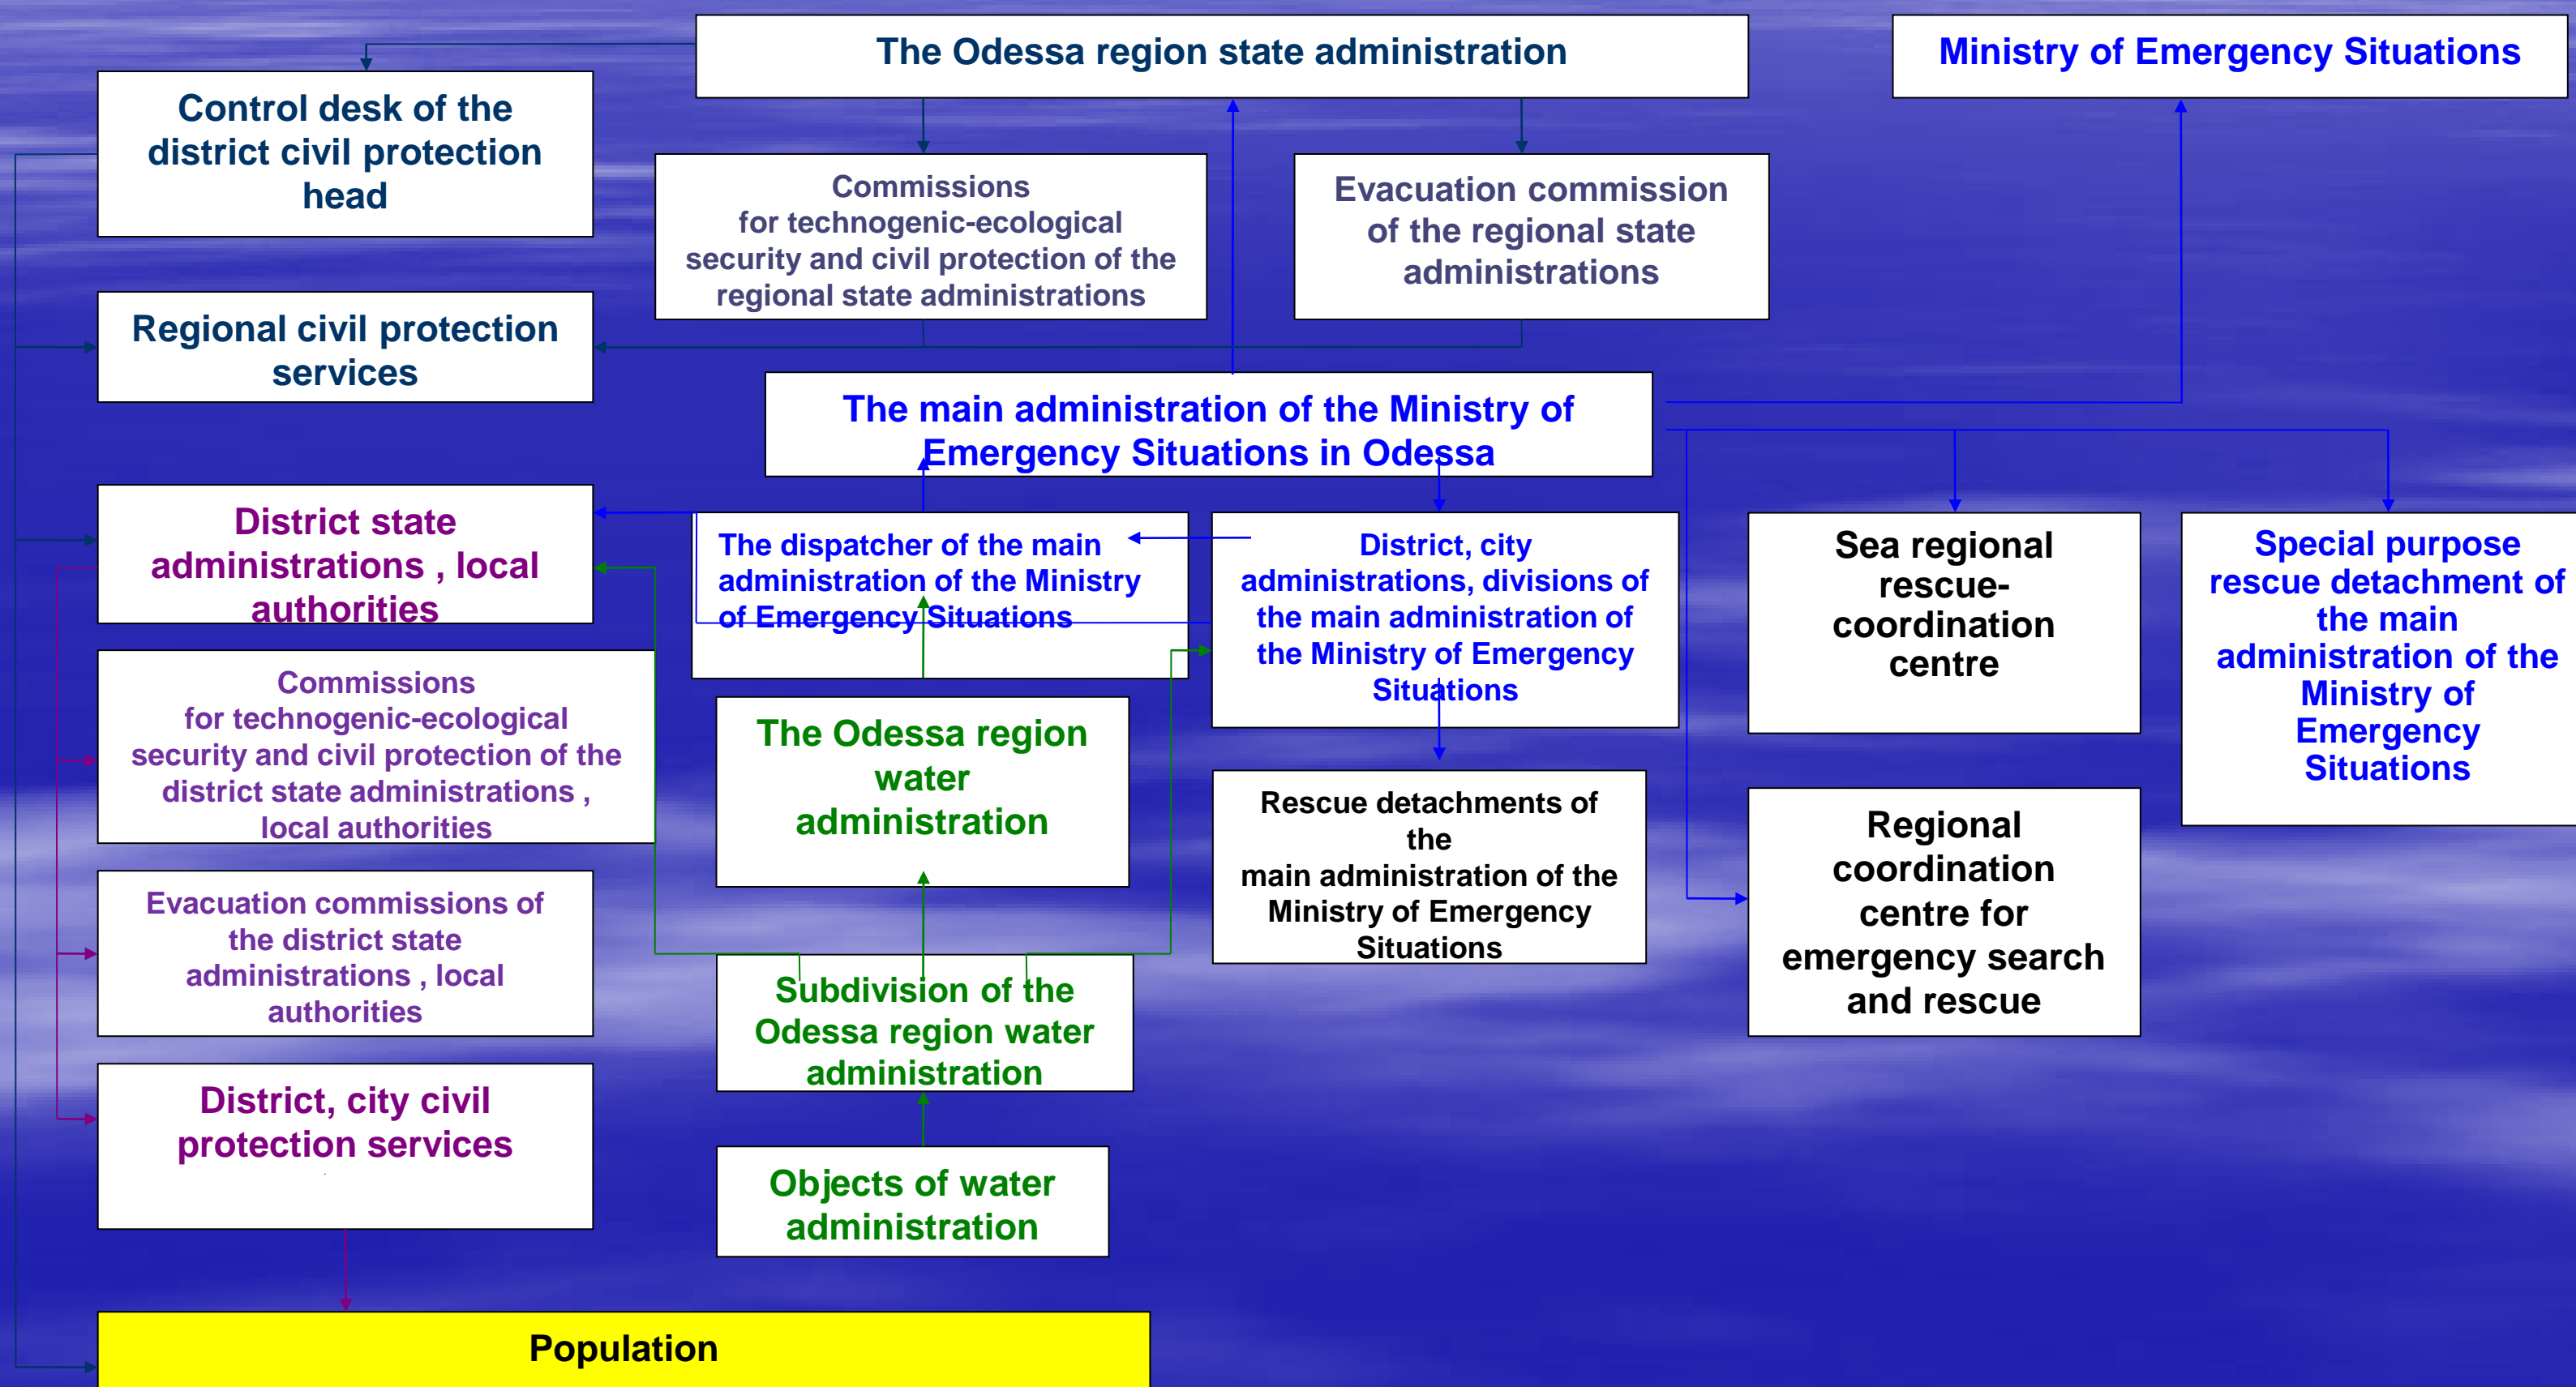 The Odessa region state administration
Ministry of Emergency Situations
Control desk of the
district civil protection
head
Commissions
for technogenic-ecological
security and civil protection of the
regional state administrations
Evacuation commission
of the regional state
administrations
Regional civil protection
services
The main administration of the Ministry of
Emergency Situations in Odessa
District state
administrations , local
authorities
The dispatcher of the main
administration of the Ministry
of Emergency Situations
District, city
administrations, divisions of
the main administration of
the Ministry of Emergency
Situations
Sea regional
rescue-
coordination
centre
Special purpose
rescue detachment of
the main
administration of the
Ministry of
Emergency
Situations
Commissions
for technogenic-ecological
security and civil protection of the
district state administrations ,
local authorities
The Odessa region
water
administration
Rescue detachments of
the
main administration of the
Ministry of Emergency
Situations
Regional
coordination
centre for
emergency search
and rescue
Evacuation commissions of
the district state
administrations , local
authorities
Subdivision of the
Odessa region water
administration
District, city civil
protection services
Objects of water
administration
Population